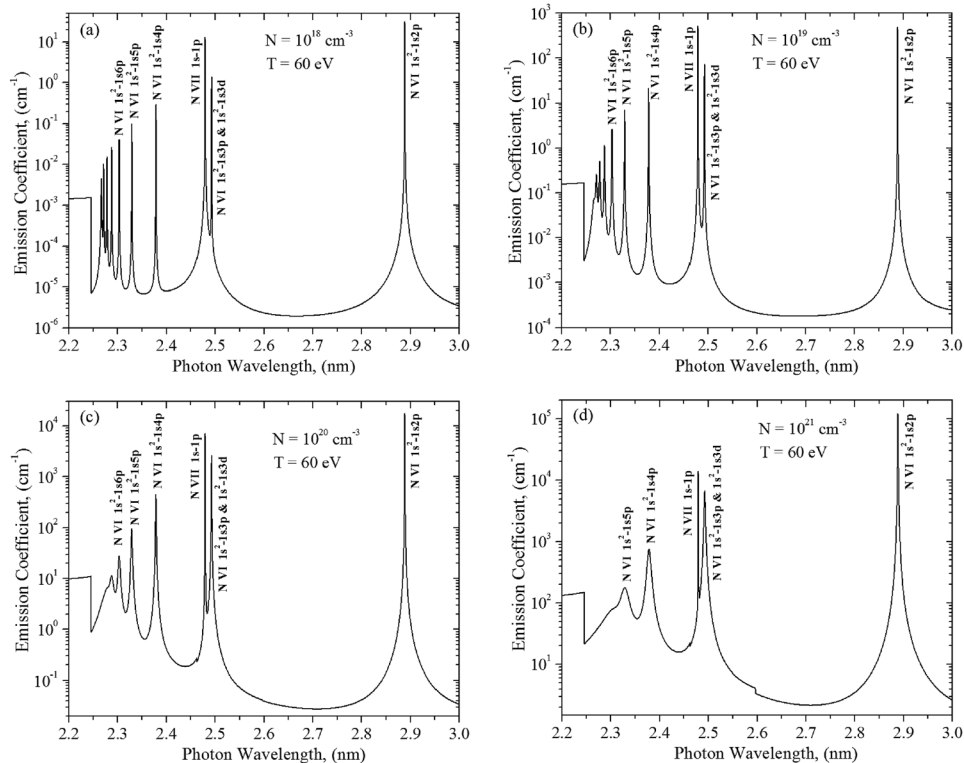 (a)
N = 10^18 cm^-3
T = 60 eV
N VI 1s^2-1s6p
N VI 1s^2-1s5p
N VI 1s^2-1s4p
N VII 1s-1p
N VI 1s^2-1s3p & 1s^2-1s3d
N VI 1s^2-1s2p
Emission Coefficient, (cm^-1)
10^1
10^0
10^-1
10^-2
10^-3
10^-4
10^-5
10^-6
2.2 2.3 2.4 2.5 2.6 2.7 2.8 2.9 3.0
Photon Wavelength, (nm)
(b)
N = 10^19 cm^-3
T = 60 eV
N VI 1s^2-1s6p
N VI 1s^2-1s5p
N VI 1s^2-1s4p
N VII 1s-1p
N VI 1s^2-1s3p & 1s^2-1s3d
N VI 1s^2-1s2p
Emission Coefficient, (cm^-1)
10^3
10^2
10^1
10^0
10^-1
10^-2
10^-3
10^-4
2.2 2.3 2.4 2.5 2.6 2.7 2.8 2.9 3.0
Photon Wavelength, (nm)
(c)
N = 10^20 cm^-3
T = 60 eV
N VI 1s^2-1s6p
N VI 1s^2-1s5p
N VI 1s^2-1s4p
N VII 1s-1p
N VI 1s^2-1s3p & 1s^2-1s3d
N VI 1s^2-1s2p
Emission Coefficient, (cm^-1)
10^4
10^3
10^2
10^1
10^0
10^-1
2.2 2.3 2.4 2.5 2.6 2.7 2.8 2.9 3.0
Photon Wavelength, (nm)
(d)
N = 10^21 cm^-3
T = 60 eV
N VI 1s^2-1s5p
N VI 1s^2-1s4p
N VII 1s-1p
N VI 1s^2-1s3p & 1s^2-1s3d
N VI 1s^2-1s2p
Emission Coefficient, (cm^-1)
10^5
10^4
10^3
10^2
10^1
2.2 2.3 2.4 2.5 2.6 2.7 2.8 2.9 3.0
Photon Wavelength, (nm)